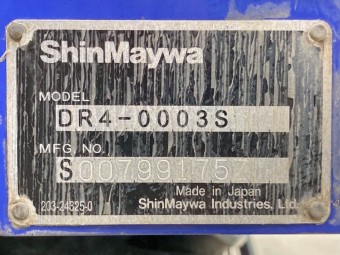 ShinMaywa
MODEL
DR4-0003S
MFG. NO.
S00799175
Made in Japan
203-24325-0 ShinMaywa Industries, Ltd.